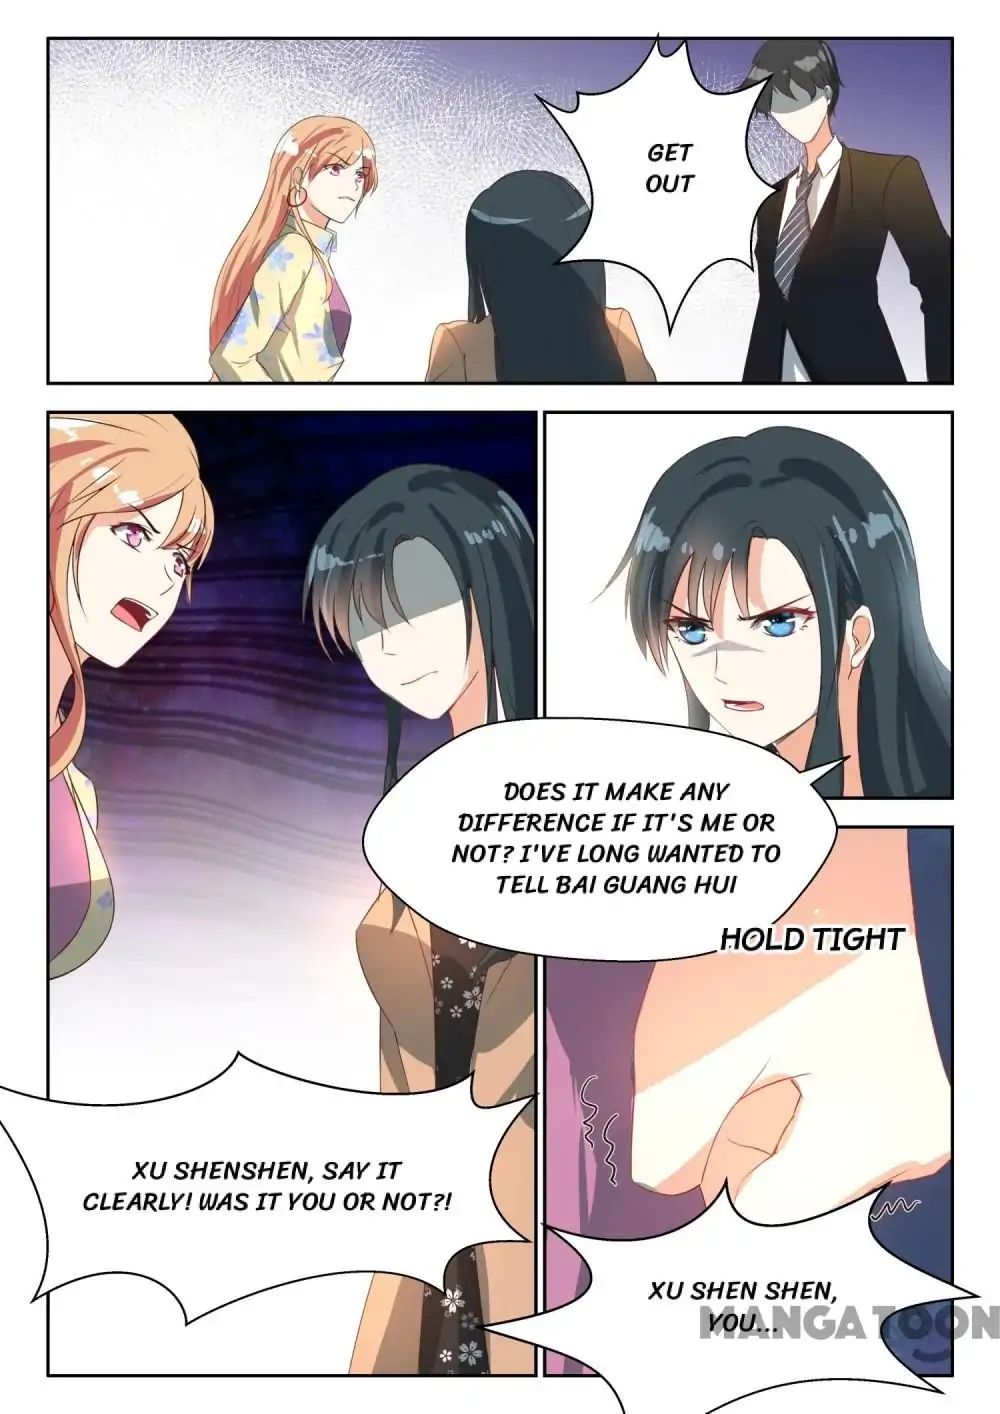 GET
OUT
XU SHENSHEN, SAY IT
CLEARLY! WAS IT YOU OR NOT?!
DOES IT MAKE ANY
DIFFERENCE IF IT'S ME OR
NOT? I'VE LONG WANTED TO
TELL BAI GUANG HUI
HOLD TIGHT
XU SHEN SHEN,
YOU...
MANGATOON